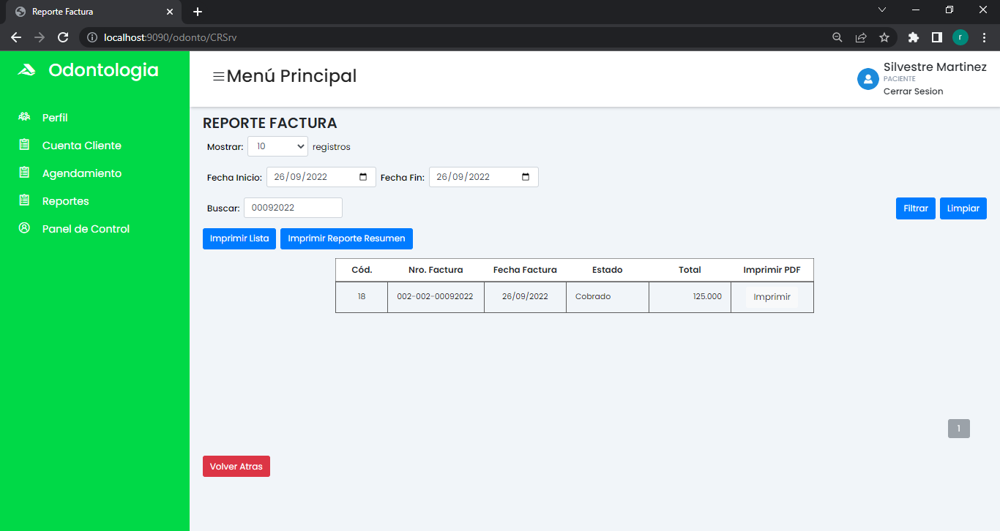 Reporte Factura
localhost:9090/odonto/CRSrv
r
Odontologia
Perfil
Cuenta Cliente
Agendamiento
Reportes
Panel de Control
Menú Principal
Silvestre Martinez
PACIENTE
Cerrar Sesion
REPORTE FACTURA
Mostrar: 10 registros
Fecha Inicio: 26/09/2022 Fecha Fin: 26/09/2022
Buscar: 00092022 Filtrar Limpiar
Imprimir Lista Imprimir Reporte Resumen
Cód. Nro. Factura Fecha Factura Estado Total Imprimir PDF
18 002-002-00092022 26/09/2022 Cobrado 125.000 Imprimir
1
Volver Atras